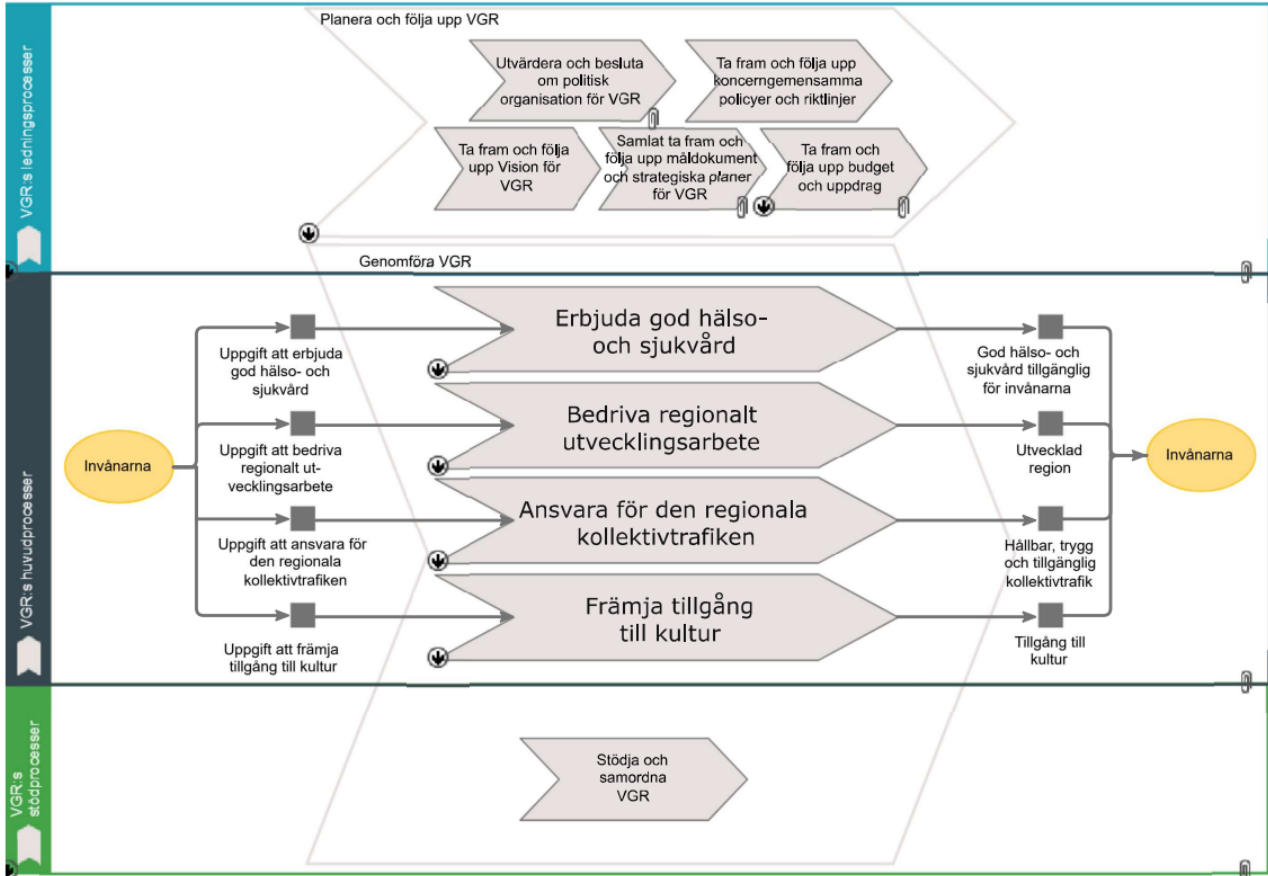 VGR:s ledningsprocesser
Planera och följa upp VGR
Utvärdera och besluta
om politisk
organisation för VGR
Ta fram och följa upp
koncerngemensamma
policyer och riktlinjer
Ta fram och följa
upp Vision för
VGR
Samlat ta fram och
följa upp måldokument
och strategiska planer
för VGR
Ta fram och
följa upp budget
och uppdrag
Genomföra VGR
VGR:s huvudprocesser
Invånarna
Uppgift att erbjuda
god hälso- och
sjukvård
Erbjuda god hälso-
och sjukvård
God hälso- och
sjukvård tillgänglig
för invånarna
Uppgift att bedriva
regionalt ut-
vecklingsarbete
Bedriva regionalt
utvecklingsarbete
Utvecklad
region
Uppgift att ansvara för
den regionala
kollektivtrafiken
Ansvara för den regionala
kollektivtrafiken
Hållbar, trygg
och tillgänglig
kollektivtrafik
Uppgift att främja
tillgång till kultur
Främja tillgång
till kultur
Tillgång till
kultur
Invånarna
VGR:s
stödprocesser
Stödja och
samordna
VGR